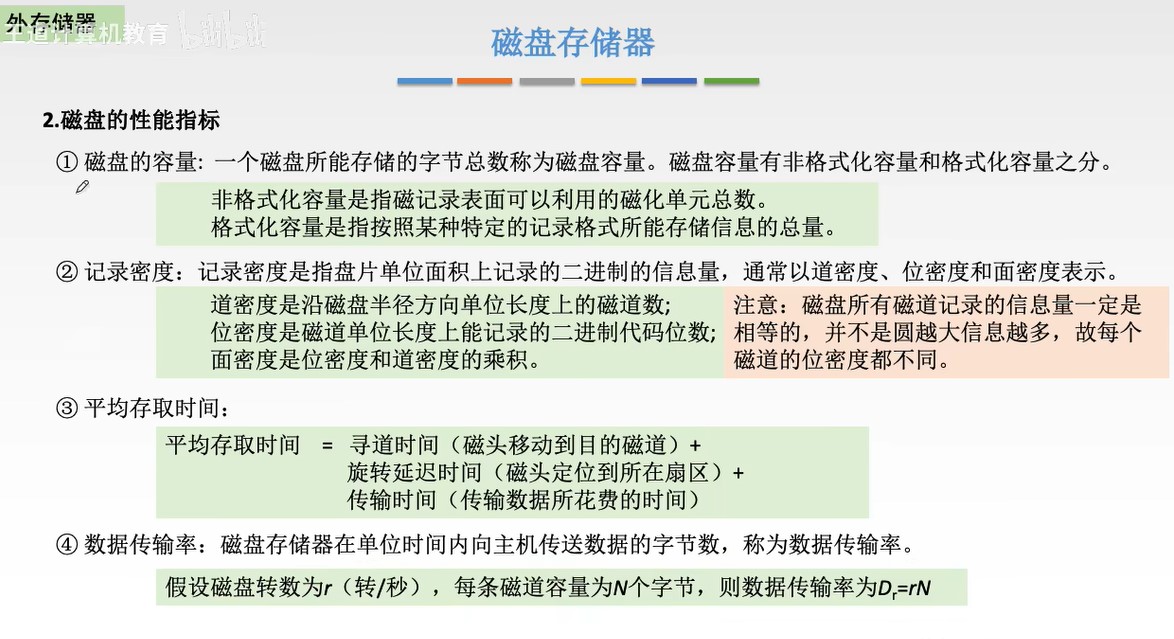 外存储器
王道计算机教育 bilibili
磁盘存储器
2.磁盘的性能指标
① 磁盘的容量: 一个磁盘所能存储的字节总数称为磁盘容量。磁盘容量有非格式化容量和格式化容量之分。
非格式化容量是指磁记录表面可以利用的磁化单元总数。
格式化容量是指按照某种特定的记录格式所能存储信息的总量。
② 记录密度：记录密度是指盘片单位面积上记录的二进制的信息量，通常以道密度、位密度和面密度表示。
道密度是沿磁盘半径方向单位长度上的磁道数;
位密度是磁道单位长度上能记录的二进制代码位数;
面密度是位密度和道密度的乘积。
注意：磁盘所有磁道记录的信息量一定是
相等的，并不是圆越大信息越多，故每个
磁道的位密度都不同。
③ 平均存取时间：
平均存取时间 = 寻道时间（磁头移动到目的磁道）+
旋转延迟时间（磁头定位到所在扇区）+
传输时间（传输数据所花费的时间）
④ 数据传输率：磁盘存储器在单位时间内向主机传送数据的字节数，称为数据传输率。
假设磁盘转数为r（转/秒），每条磁道容量为N个字节，则数据传输率为Dr=rN